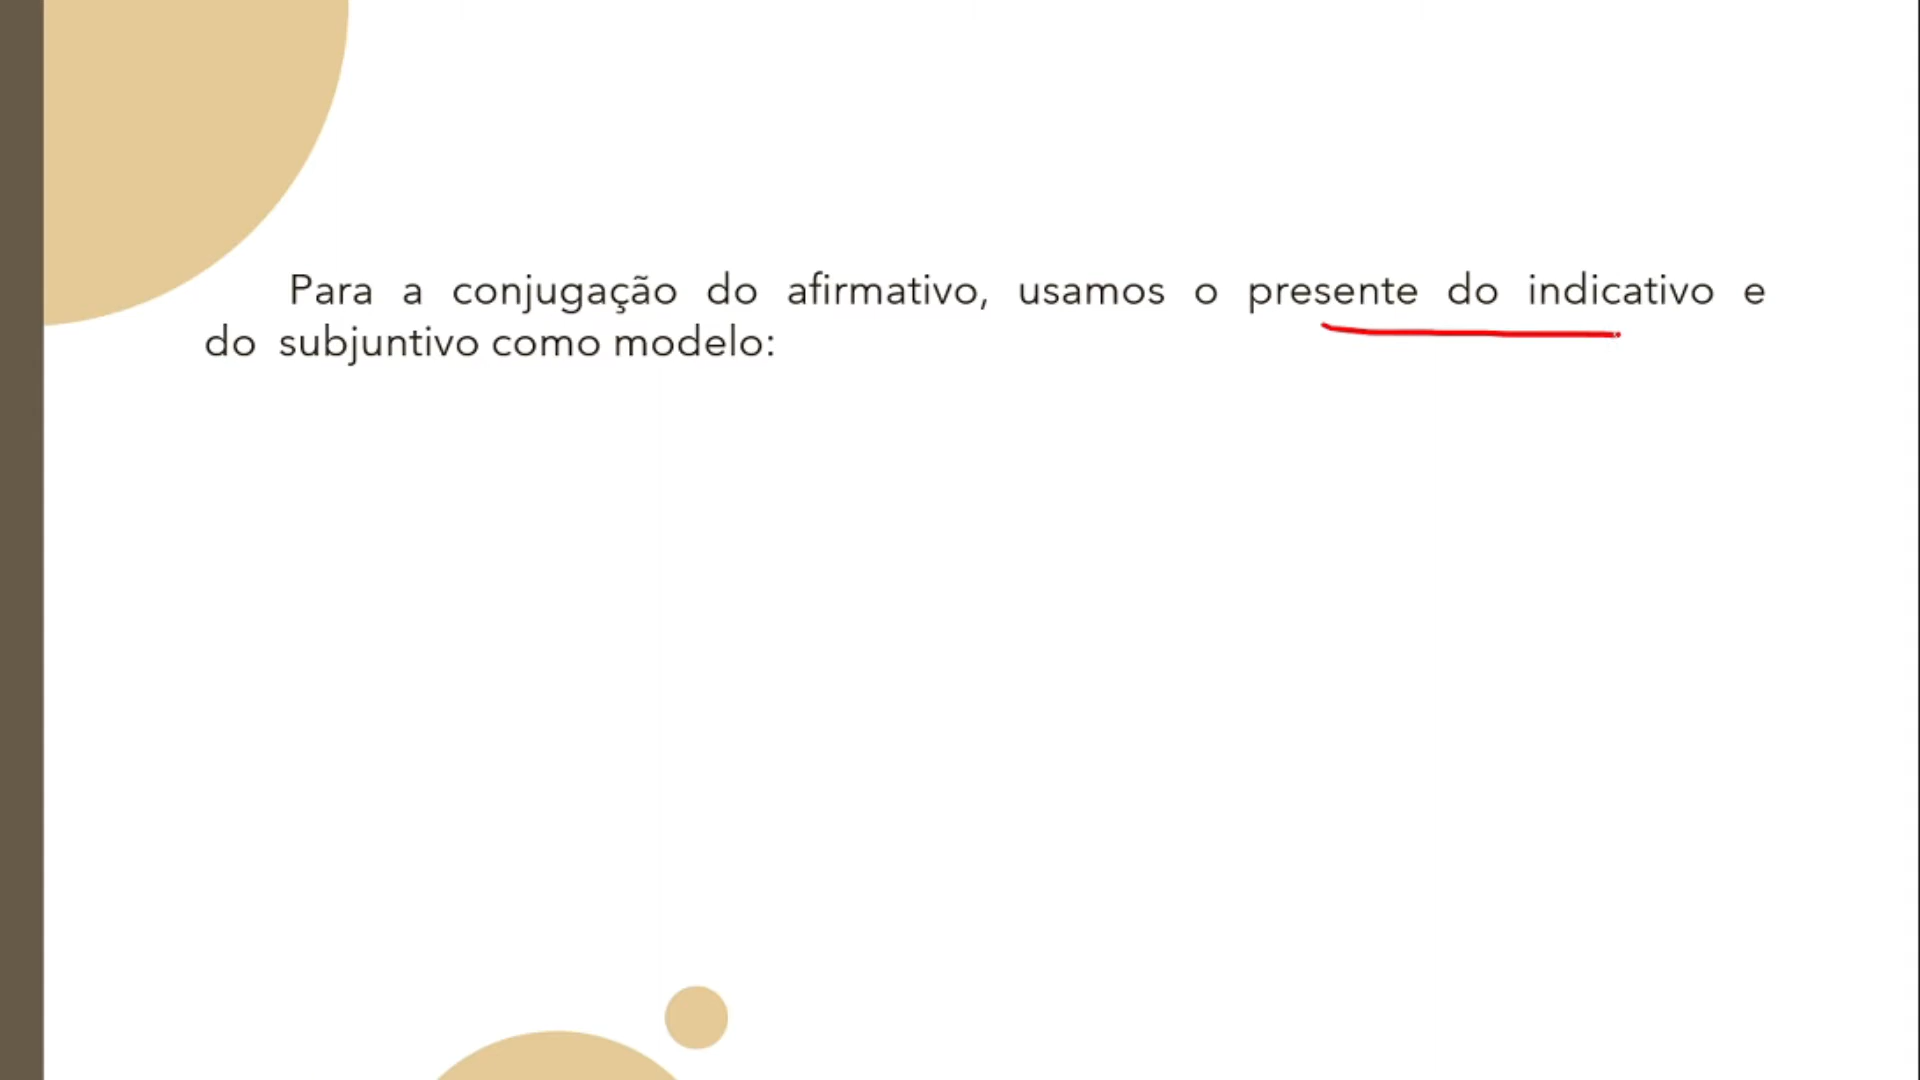 Para a conjugação do afirmativo, usamos o presente do indicativo e
do subjuntivo como modelo: